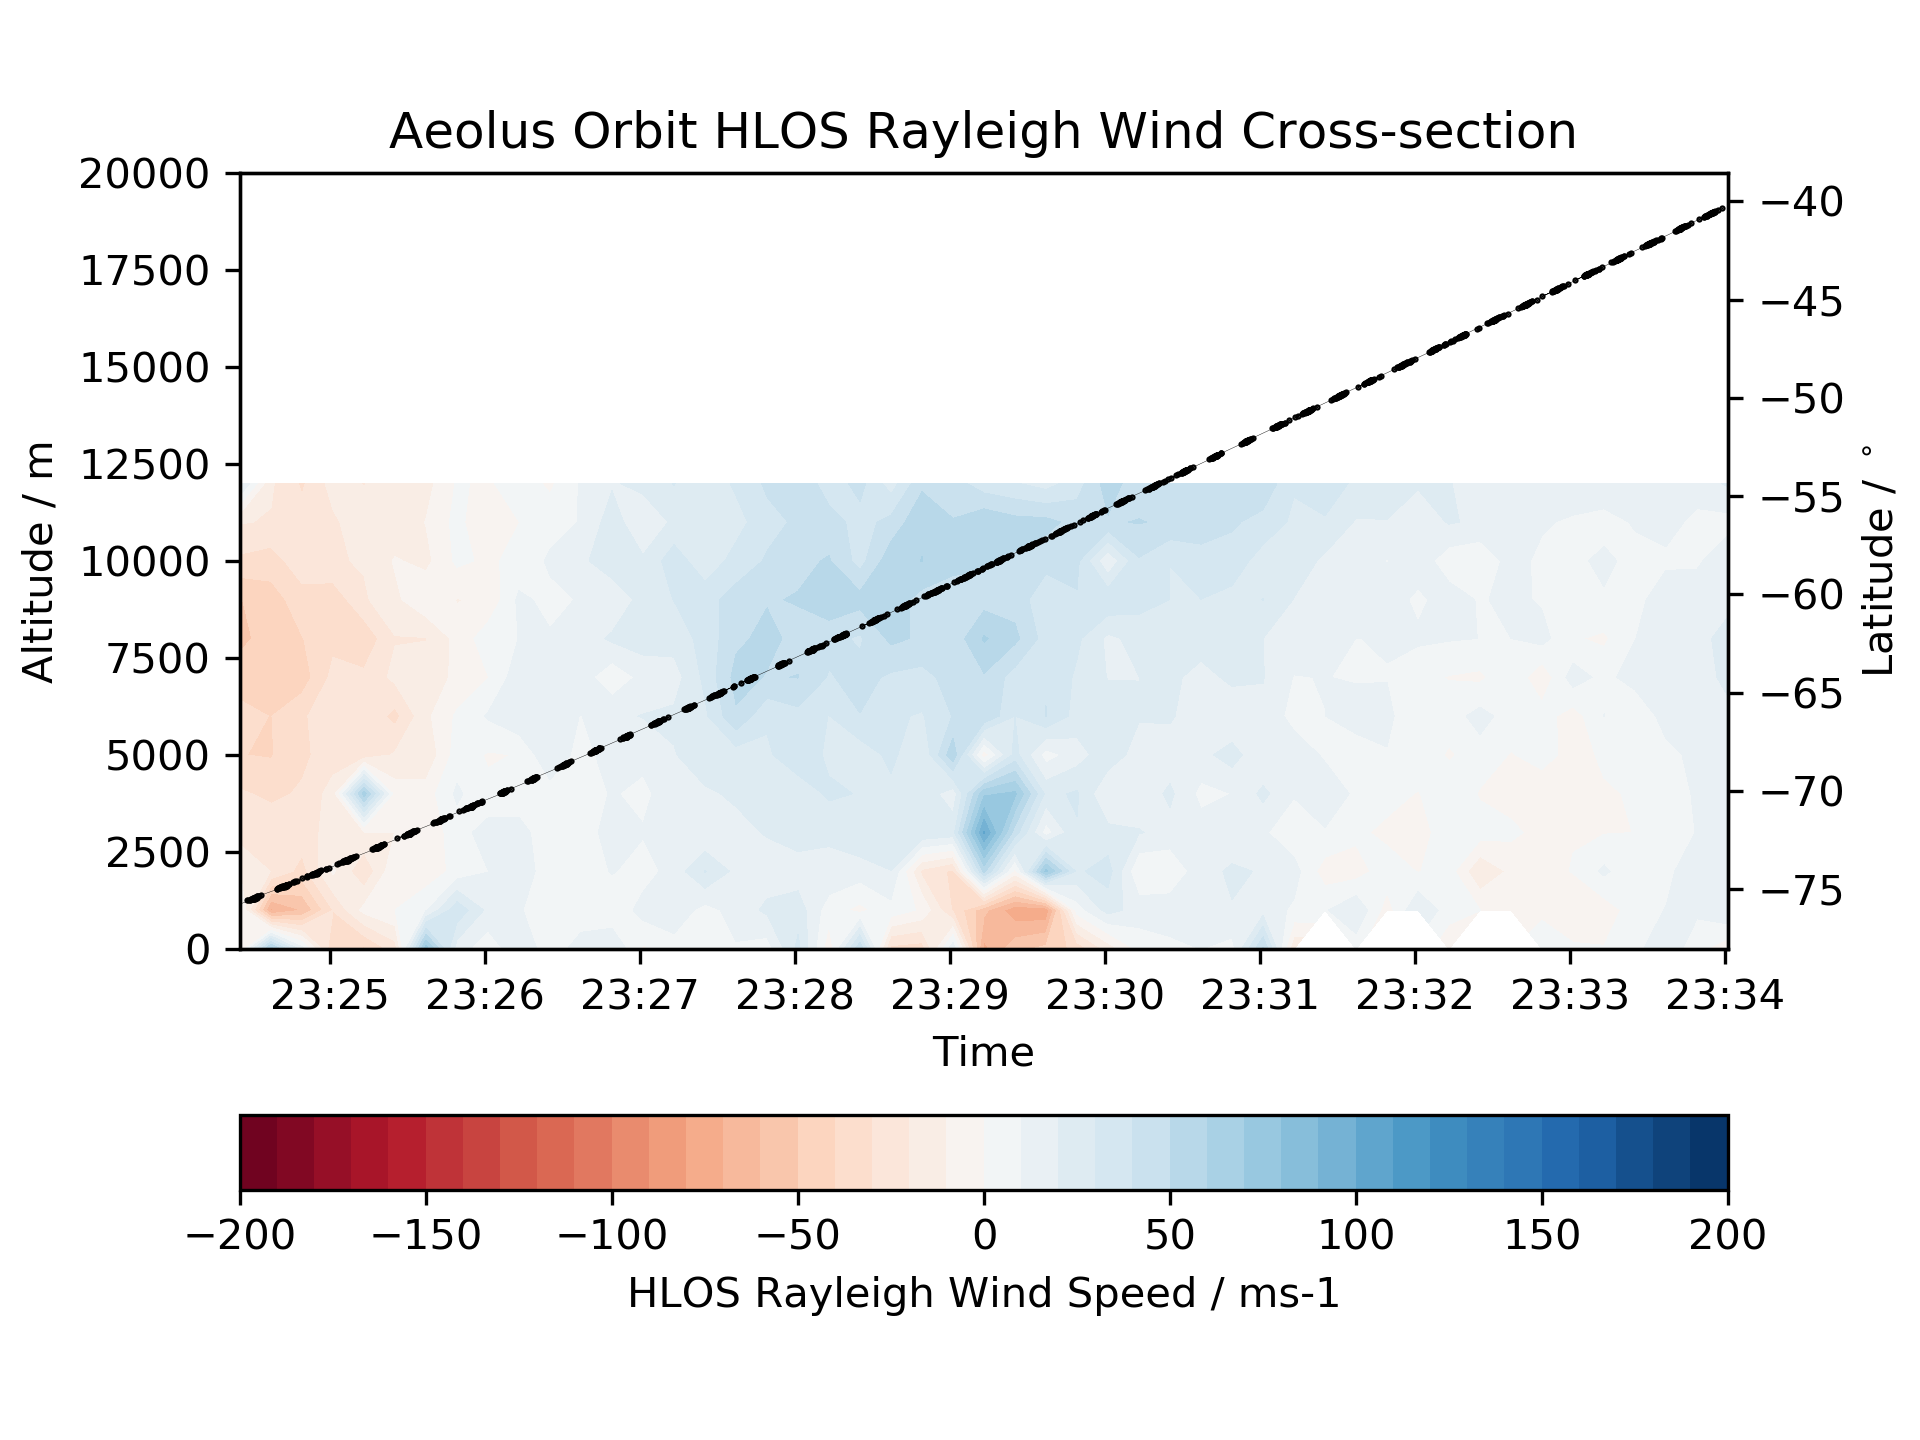 Aeolus Orbit HLOS Rayleigh Wind Cross-section
20000
17500
15000
12500
10000
7500
5000
2500
0
Altitude / m
−40
−45
−50
−55
−60
−65
−70
−75
Latitude / °
23:25 23:26 23:27 23:28 23:29 23:30 23:31 23:32 23:33 23:34
Time
−200 −150 −100 −50 0 50 100 150 200
HLOS Rayleigh Wind Speed / ms-1